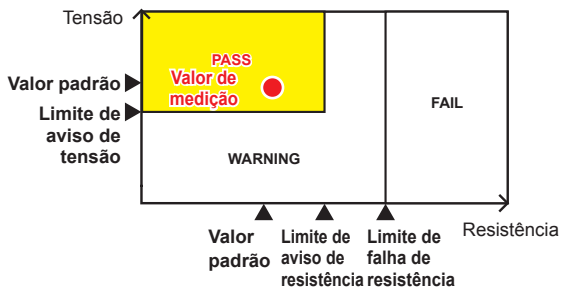 Tensão
PASS
Valor de
medição
Valor padrão
Limite de
aviso de
tensão
FAIL
WARNING
Resistência
Valor
padrão
Limite de
aviso de
resistência
Limite de
falha de
resistência